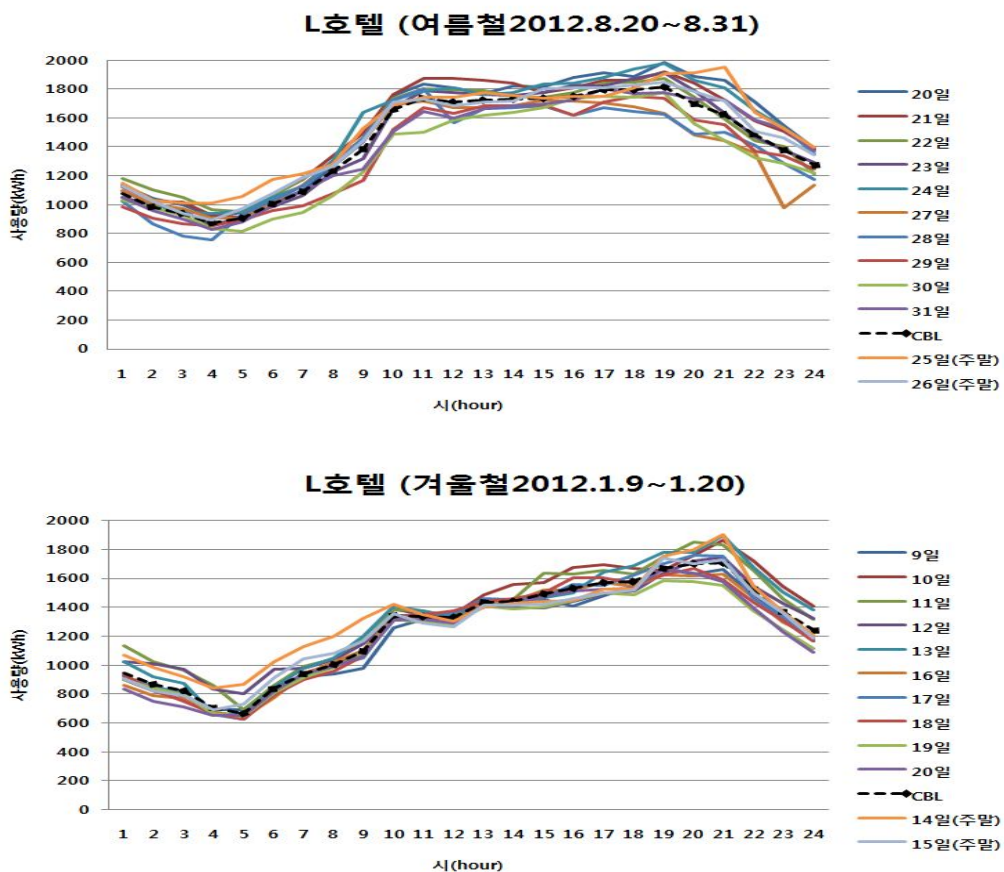 L호텔 (여름철2012.8.20~8.31)
사용량(kWh)
2000
1800
1600
1400
1200
1000
800
600
400
200
0
1 2 3 4 5 6 7 8 9 10 11 12 13 14 15 16 17 18 19 20 21 22 23 24
시(hour)
20일
21일
22일
23일
24일
27일
28일
29일
30일
31일
CBL
25일(주말)
26일(주말)
L호텔 (겨울철2012.1.9~1.20)
사용량(kWh)
2000
1800
1600
1400
1200
1000
800
600
400
200
0
1 2 3 4 5 6 7 8 9 10 11 12 13 14 15 16 17 18 19 20 21 22 23 24
시(hour)
9일
10일
11일
12일
13일
16일
17일
18일
19일
20일
CBL
14일(주말)
15일(주말)